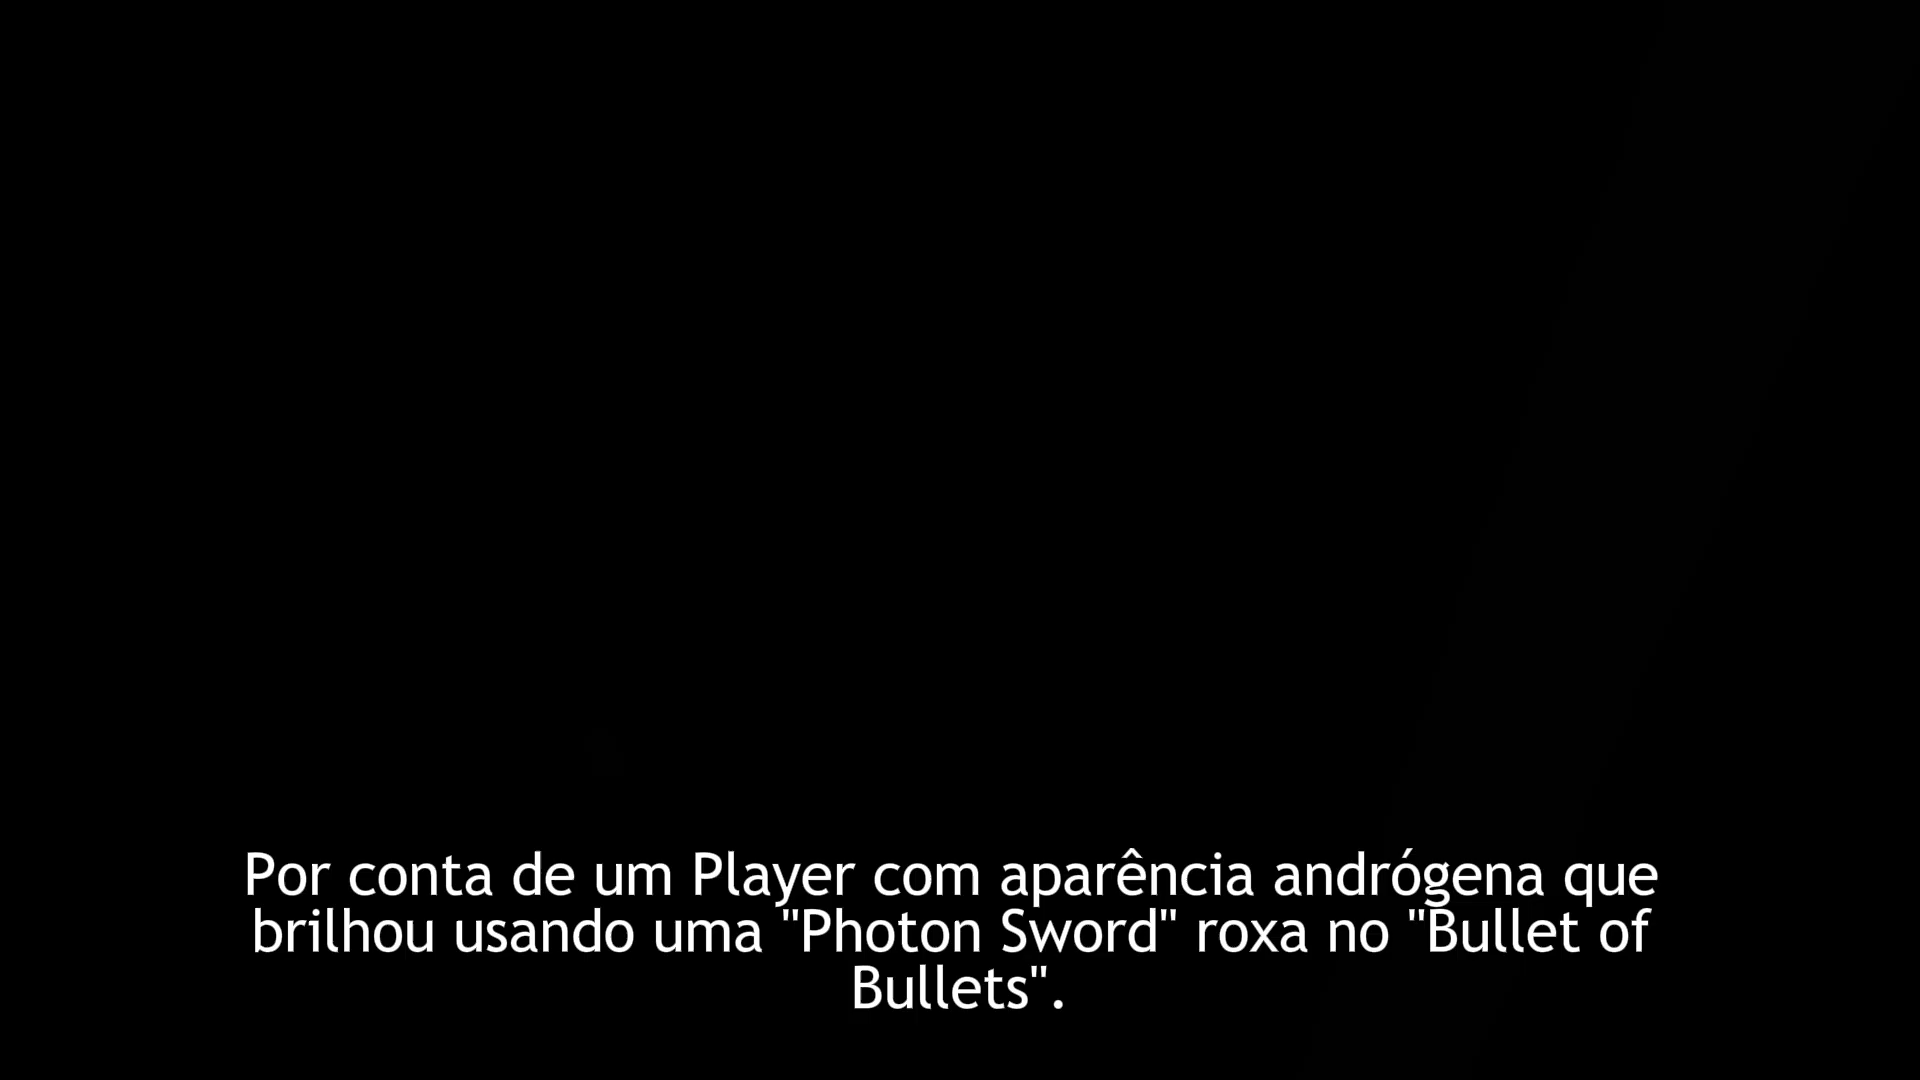 Por conta de um Player com aparência andrógena que
brilhou usando uma "Photon Sword" roxa no "Bullet of
Bullets".